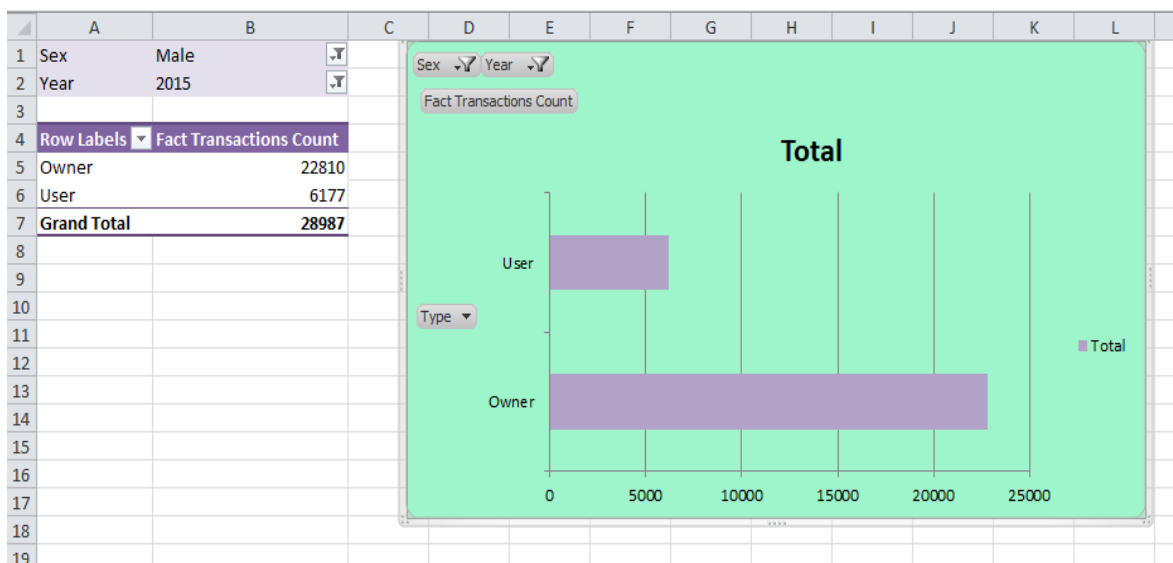 A B C D E F G H I J K L
1 Sex Male
2 Year 2015
3
4 Row Labels Fact Transactions Count
5 Owner 22810
6 User 6177
7 Grand Total 28987
8
9
10
11
12
13
14
15
16
17
18
19
Sex Year
Fact Transactions Count
Total
User
Type
Total
Owner
0 5000 10000 15000 20000 25000